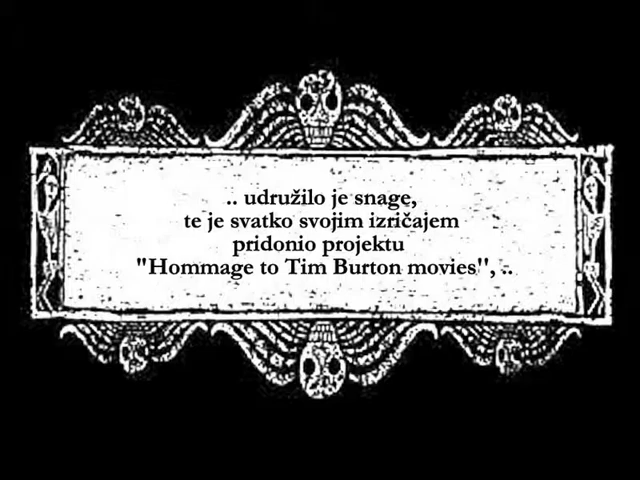 .. udružilo je snage,
te je svatko svojim izričajem
pridonio projektu
"Hommage to Tim Burton movies", ..